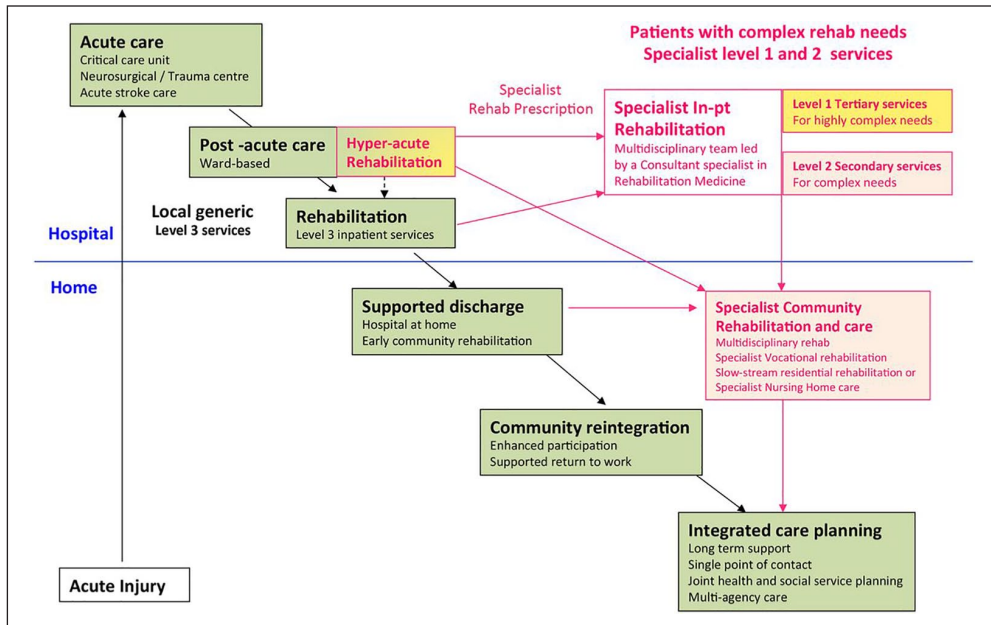 Acute care
Critical care unit
Neurosurgical / Trauma centre
Acute stroke care
Patients with complex rehab needs
Specialist level 1 and 2 services
Specialist
Rehab Prescription
Post -acute care
Ward-based
Hyper-acute
Rehabilitation
Specialist In-pt
Rehabilitation
Multidisciplinary team led
by a Consultant specialist in
Rehabilitation Medicine
Level 1 Tertiary services
For highly complex needs
Level 2 Secondary services
For complex needs
Local generic
Level 3 services
Rehabilitation
Level 3 inpatient services
Hospital
Home
Supported discharge
Hospital at home
Early community rehabilitation
Specialist Community
Rehabilitation and care
Multidisciplinary rehab
Specialist Vocational rehabilitation
Slow-stream residential rehabilitation or
Specialist Nursing Home care
Community reintegration
Enhanced participation
Supported return to work
Integrated care planning
Long term support
Single point of contact
Joint health and social service planning
Multi-agency care
Acute Injury